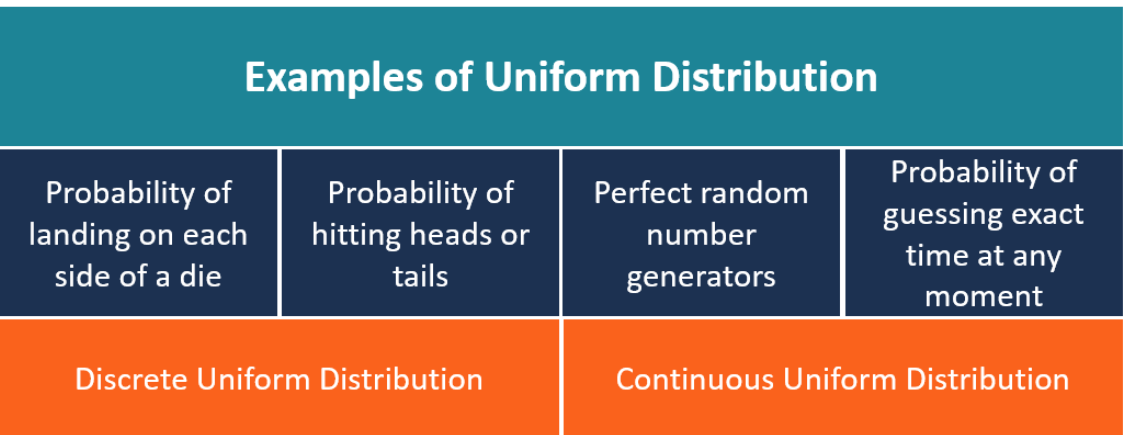 Examples of Uniform Distribution
Probability of
landing on each
side of a die
Probability of
hitting heads or
tails
Perfect random
number
generators
Probability of
guessing exact
time at any
moment
Discrete Uniform Distribution
Continuous Uniform Distribution